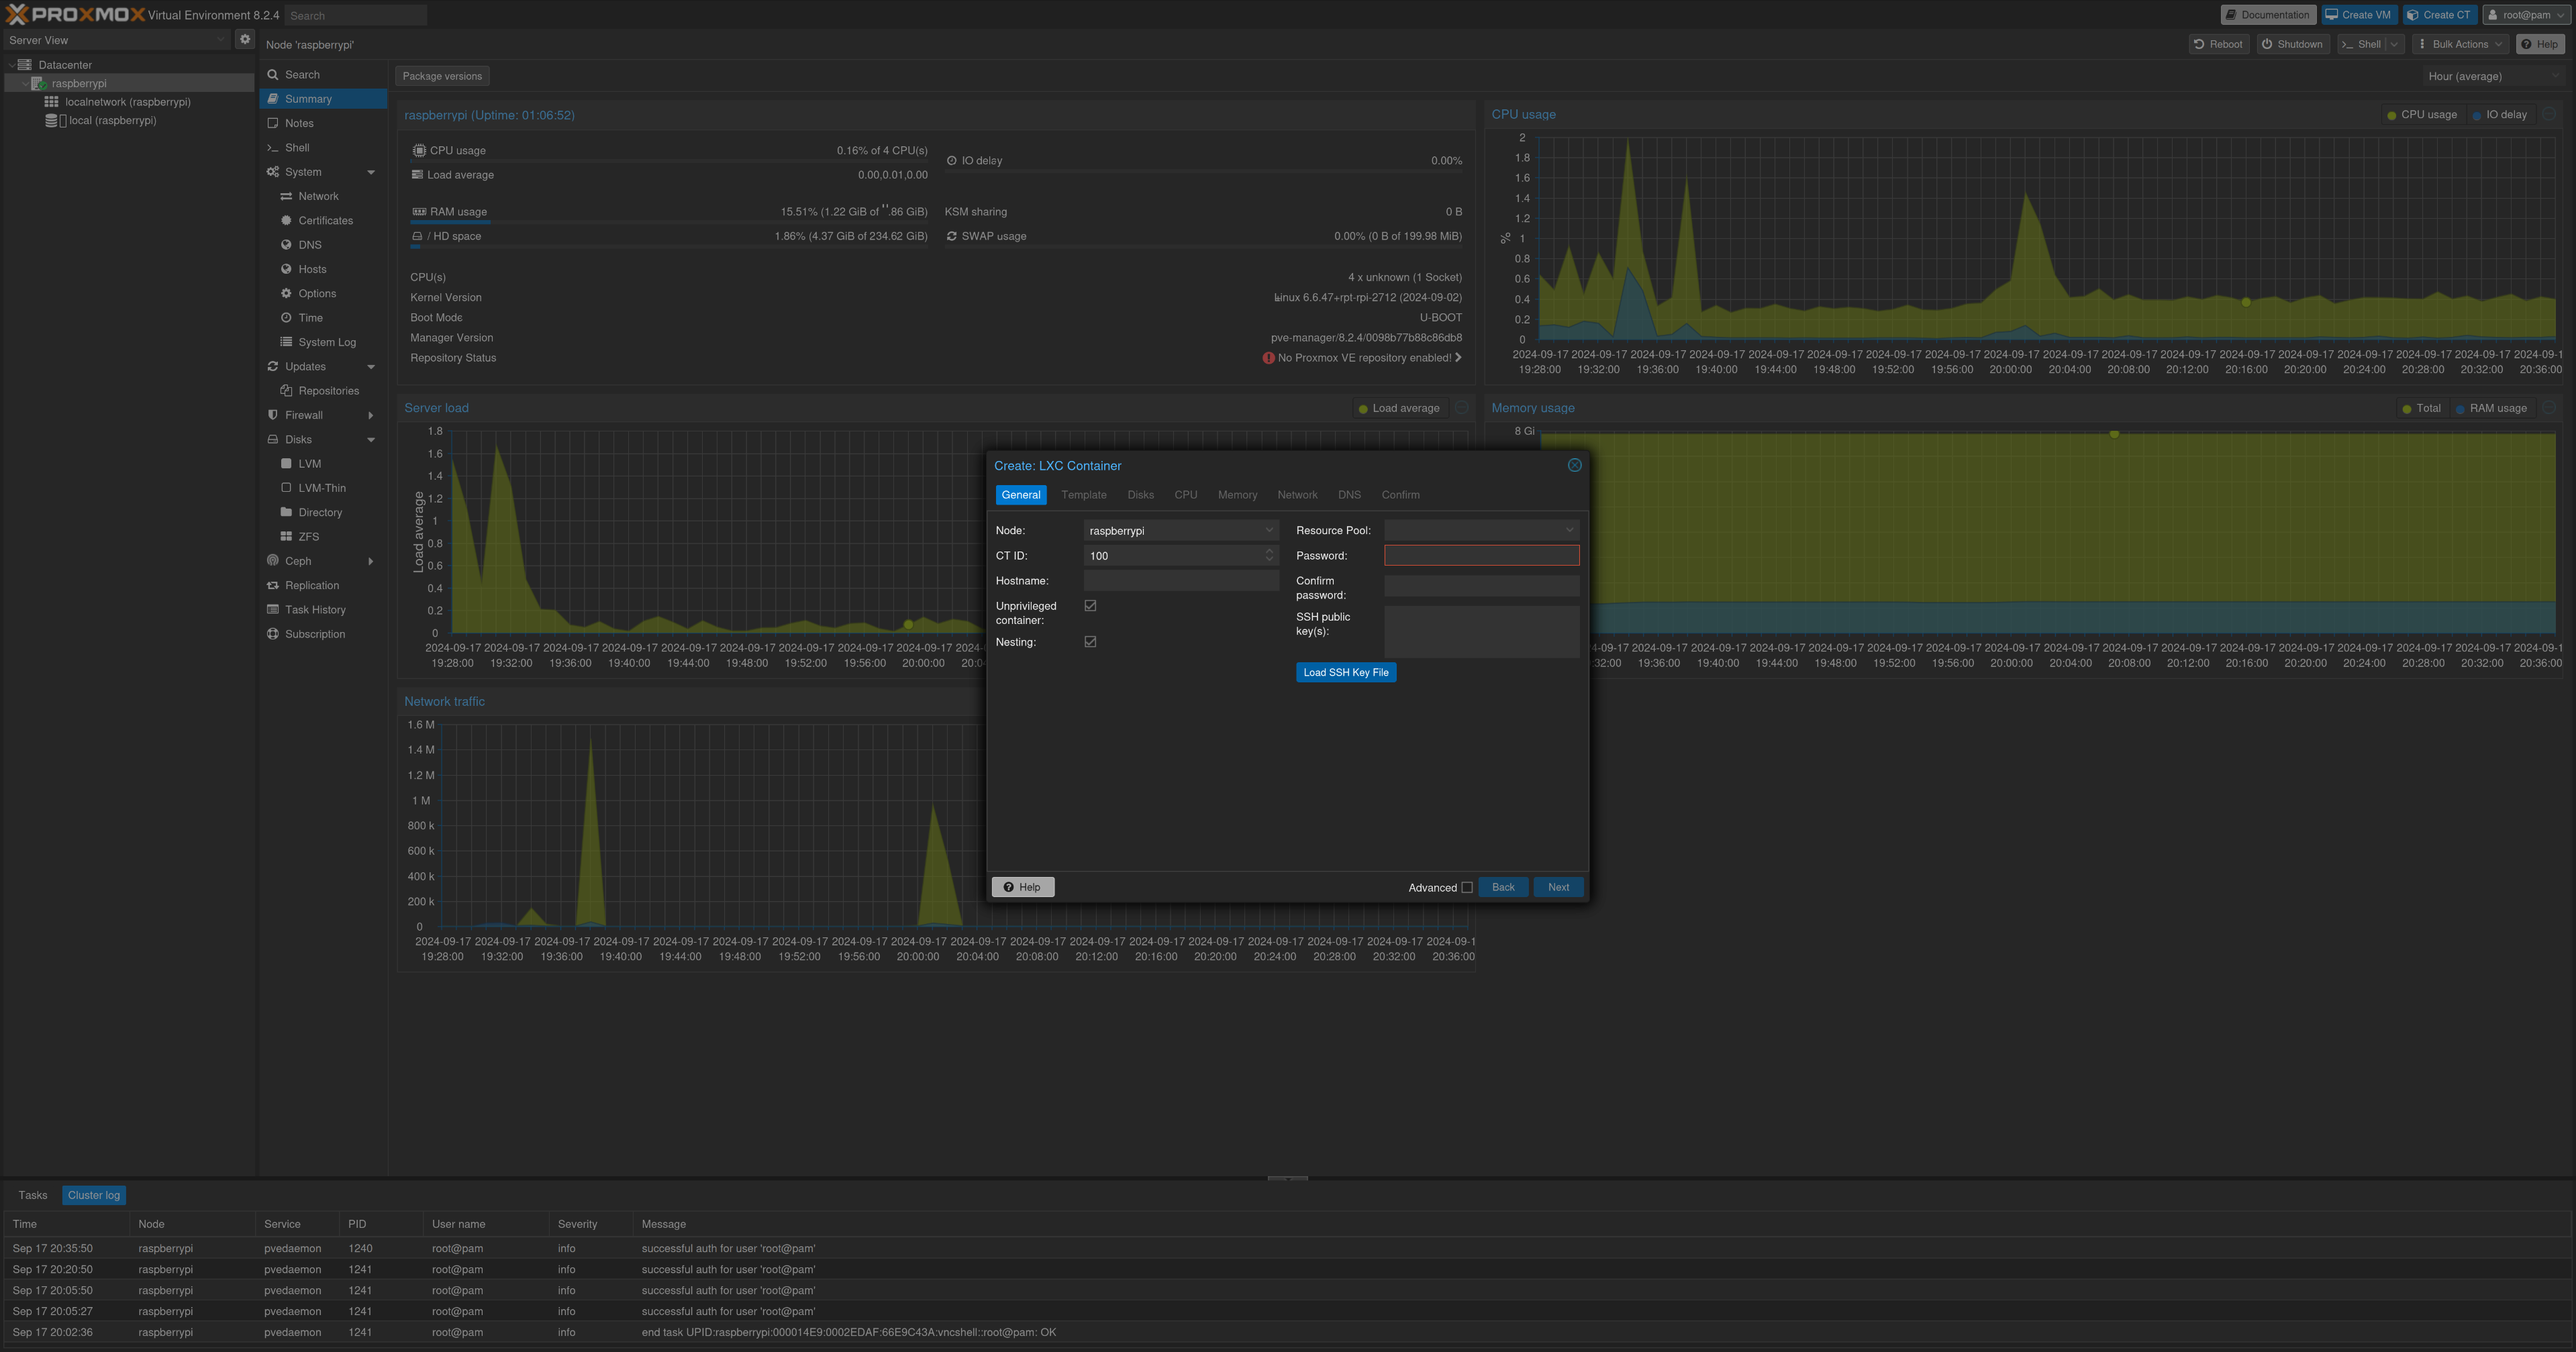 PROXMOX Virtual Environment 8.2.4 Search Documentation Create VM Create CT root@pam
Server View
Node 'raspberrypi' Reboot Shutdown Shell Bulk Actions Help
Datacenter
raspberrypi
localnetwork (raspberrypi)
local (raspberrypi)
Search
Summary
Notes
Shell
System
Network
Certificates
DNS
Hosts
Options
Time
System Log
Updates
Repositories
Firewall
Disks
LVM
LVM-Thin
Directory
ZFS
Ceph
Replication
Task History
Subscription
Package versions Hour (average)
raspberrypi (Uptime: 01:06:52)
CPU usage 0.16% of 4 CPU(s)
IO delay 0.00%
Load average 0.00,0.01,0.00
RAM usage 15.51% (1.22 GiB of .86 GiB) KSM sharing 0 B
/ HD space 1.86% (4.37 GiB of 234.62 GiB) SWAP usage 0.00% (0 B of 199.98 MiB)
CPU(s) 4 x unknown (1 Socket)
Kernel Version Linux 6.6.47+rpt-rpi-2712 (2024-09-02)
Boot Mode U-BOOT
Manager Version pve-manager/8.2.4/0098b77b88c86db8
Repository Status No Proxmox VE repository enabled!
CPU usage CPU usage IO delay
2
1.8
1.6
1.4
1.2
% 1
0.8
0.6
0.4
0.2
0
2024-09-17 2024-09-17 2024-09-17 2024-09-17 2024-09-17 2024-09-17 2024-09-17 2024-09-17 2024-09-17 2024-09-17 2024-09-17 2024-09-17 2024-09-17 2024-09-17 2024-09-17 2024-09-17 2024-09-17 2024-09-1
19:28:00 19:32:00 19:36:00 19:40:00 19:44:00 19:48:00 19:52:00 19:56:00 20:00:00 20:04:00 20:08:00 20:12:00 20:16:00 20:20:00 20:24:00 20:28:00 20:32:00 20:36:00
Server load Load average
1.8
1.6
1.4
1.2
1
0.8
0.6
0.4
0.2
0
Load average
2024-09-17 2024-09-17 2024-09-17 2024-09-17 2024-09-17 2024-09-17 2024-09-17 2024-09-17 2024-09-17 2024-0
19:28:00 19:32:00 19:36:00 19:40:00 19:44:00 19:48:00 19:52:00 19:56:00 20:00:00 20:0
Memory usage Total RAM usage
8 Gi
4-09-17 2024-09-17 2024-09-17 2024-09-17 2024-09-17 2024-09-17 2024-09-17 2024-09-17 2024-09-17 2024-09-17 2024-09-17 2024-09-17 2024-09-17 2024-09-17 2024-09-17 2024-09-17 2024-09-1
:32:00 19:36:00 19:40:00 19:44:00 19:48:00 19:52:00 19:56:00 20:00:00 20:04:00 20:08:00 20:12:00 20:16:00 20:20:00 20:24:00 20:28:00 20:32:00 20:36:00
Network traffic
1.6 M
1.4 M
1.2 M
1 M
800 k
600 k
400 k
200 k
0
2024-09-17 2024-09-17 2024-09-17 2024-09-17 2024-09-17 2024-09-17 2024-09-17 2024-09-17 2024-09-17 2024-09-17 2024-09-17 2024-09-17 2024-09-17 2024-09-17 2024-09-17 2024-09-17 2024-09-17 2024-09-1
19:28:00 19:32:00 19:36:00 19:40:00 19:44:00 19:48:00 19:52:00 19:56:00 20:00:00 20:04:00 20:08:00 20:12:00 20:16:00 20:20:00 20:24:00 20:28:00 20:32:00 20:36:00
Create: LXC Container
General Template Disks CPU Memory Network DNS Confirm
Node: raspberrypi
CT ID: 100
Hostname:
Unprivileged
container:
Nesting:
Resource Pool:
Password:
Confirm
password:
SSH public
key(s):
Load SSH Key File
Help Advanced Back Next
Tasks Cluster log
Time Node Service PID User name Severity Message
Sep 17 20:35:50 raspberrypi pvedaemon 1240 root@pam info successful auth for user 'root@pam'
Sep 17 20:20:50 raspberrypi pvedaemon 1241 root@pam info successful auth for user 'root@pam'
Sep 17 20:05:50 raspberrypi pvedaemon 1241 root@pam info successful auth for user 'root@pam'
Sep 17 20:05:27 raspberrypi pvedaemon 1241 root@pam info successful auth for user 'root@pam'
Sep 17 20:02:36 raspberrypi pvedaemon 1241 root@pam info end task UPID:raspberrypi:000014E9:0002EDAF:66E9C43A:vncshell::root@pam: OK